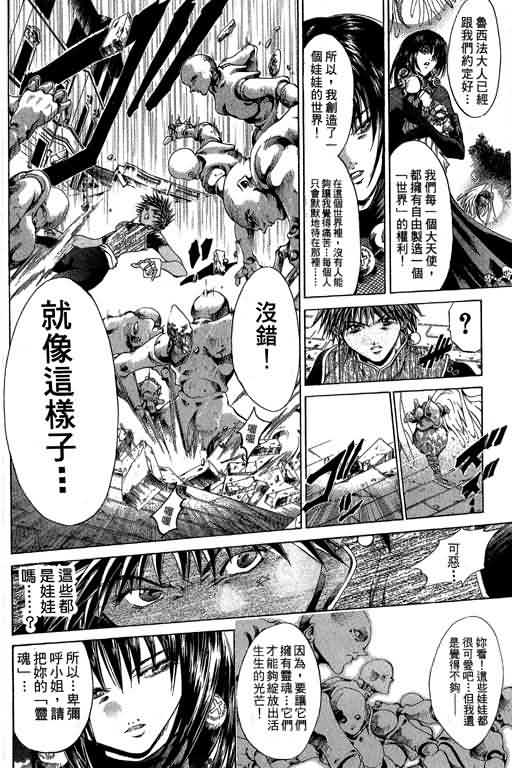 魯西法大人已經
跟我們約定好…
我們每一個大天使，
都擁有自由製造一個
「世界」的權利！
所以，我創造了一
個娃娃的世界！
在這個世界裡，沒有人能
夠讓我覺得痛苦…每個人
只會默默地待在那裡……
？
沒錯！
就像這樣子…
嗡嗡
嗡嗡
可惡…
這些都
是娃娃
嗎……？
妳看！這些娃娃都
很可愛吧…但我還
是覺得不夠——
因為，要讓它們
擁有靈魂…它們
才能夠綻放出活
生生的光芒！
所以…卑彌
呼小姐，請
把妳的「靈
魂」…